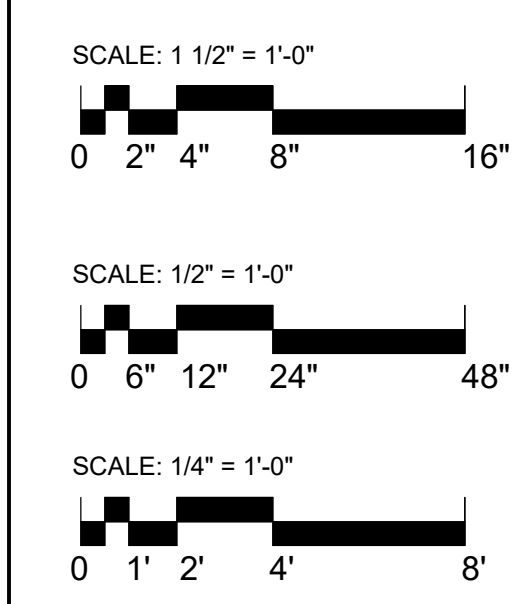 SCALE: 1 1/2" = 1'-0"
0 2" 4" 8" 16"
SCALE: 1/2" = 1'-0"
0 6" 12" 24" 48"
SCALE: 1/4" = 1'-0"
0 1' 2' 4' 8'